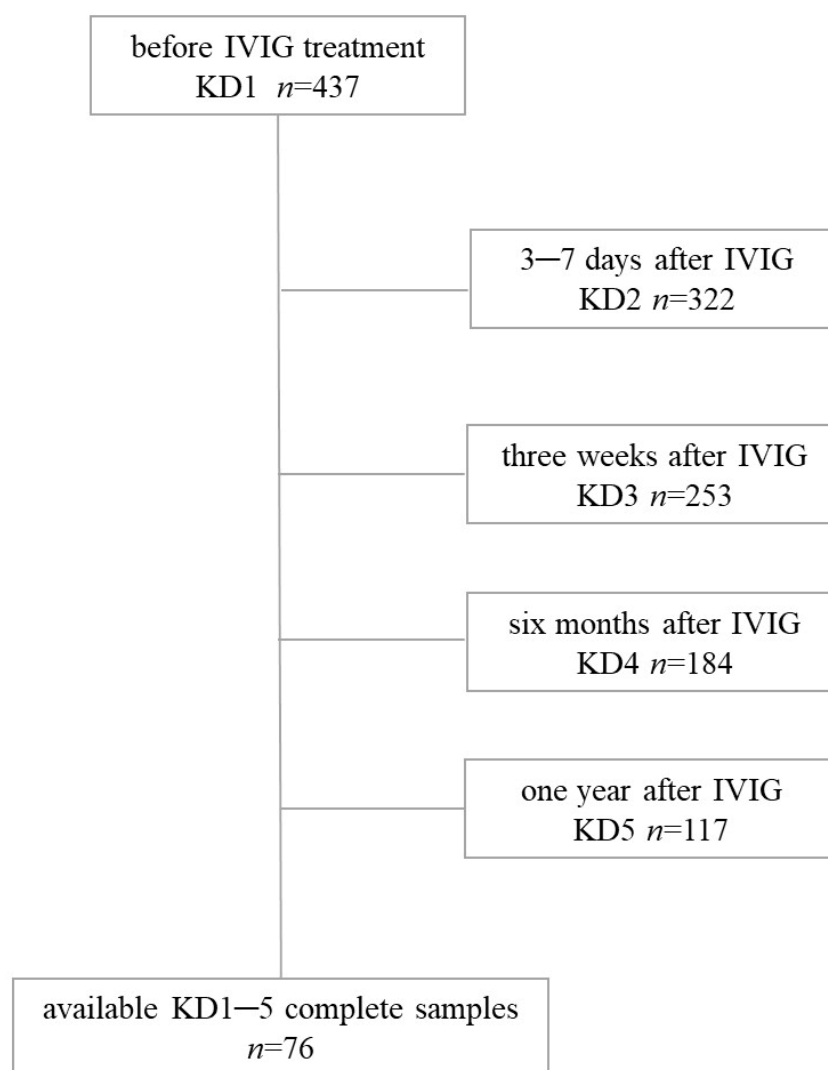 before IVIG treatment
KD1 n=437
3—7 days after IVIG
KD2 n=322
three weeks after IVIG
KD3 n=253
six months after IVIG
KD4 n=184
one year after IVIG
KD5 n=117
available KD1—5 complete samples
n=76